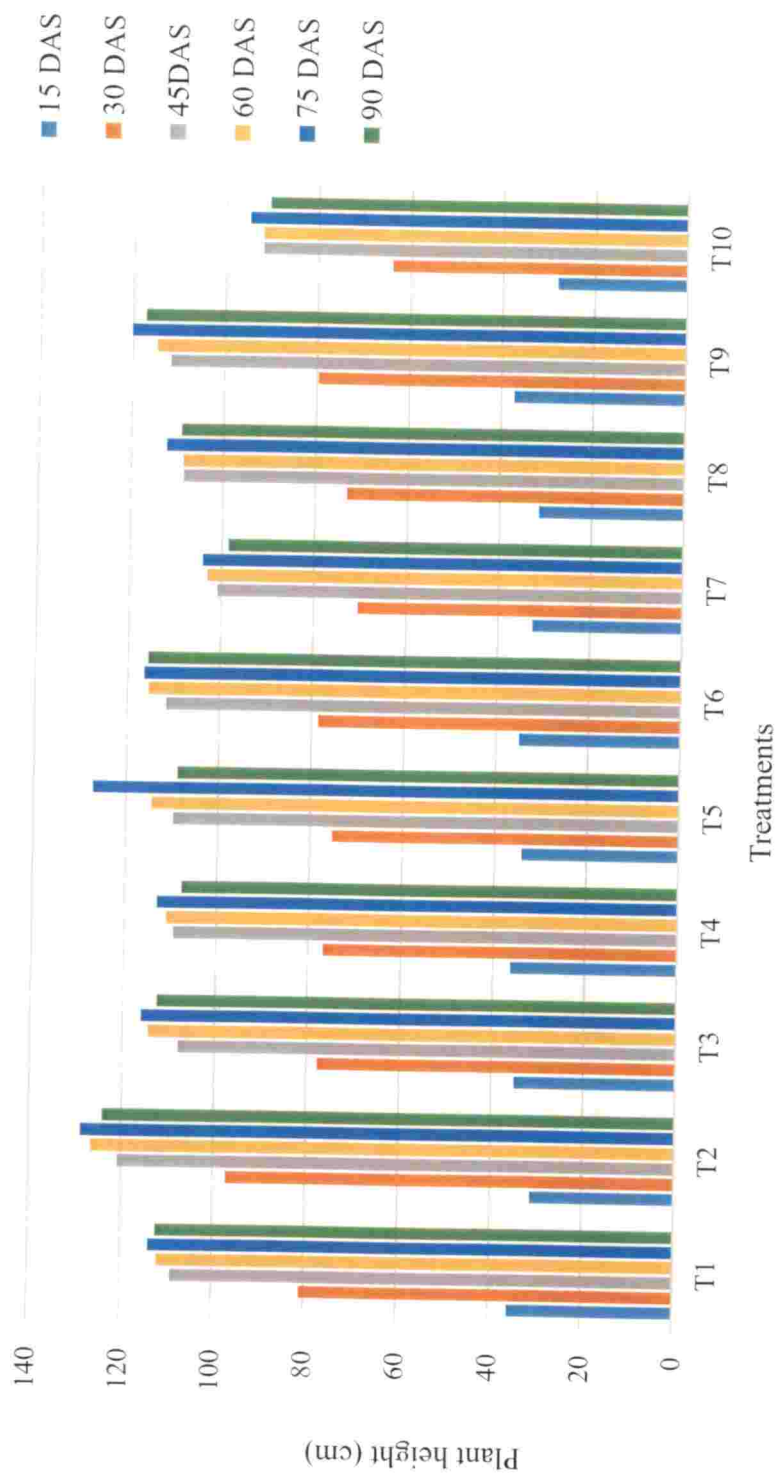 Plant height (cm)
140
120
100
80
60
40
20
0
T1 T2 T3 T4 T5 T6 T7 T8 T9 T10
Treatments
15 DAS
30 DAS
45DAS
60 DAS
75 DAS
90 DAS